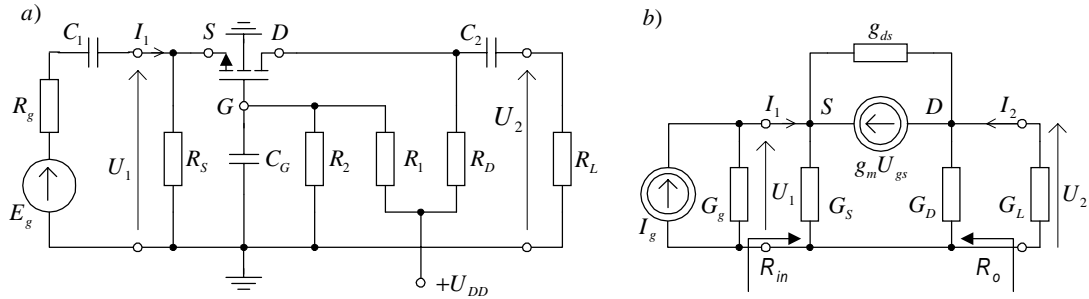 a)
C1 I1 S D C2
Rg
G
U1 RS CG R2 R1 RD U2 RL
Eg
+UDD
b)
gds
I1 S D I2
gmUgs
Ig Gg U1 GS GD GL U2
Rin Ro